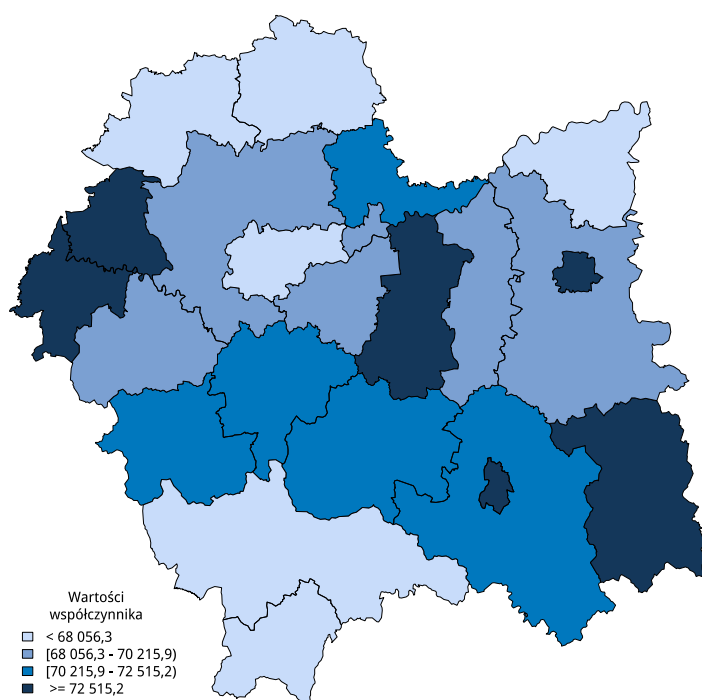 Wartości
współczynnika
< 68 056,3
[68 056,3 - 70 215,9)
[70 215,9 - 72 515,2)
>= 72 515,2